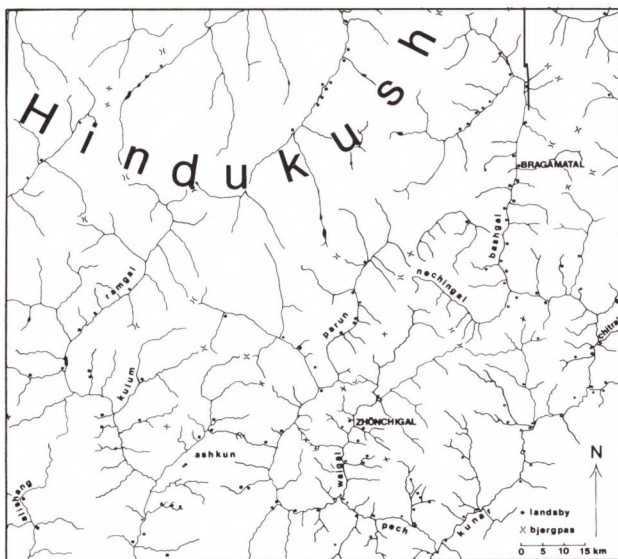 Hindukush
BRAGÂMATAL
bashgal
nechingal
ramgal
parun
chitral
kulum
ZHÖNCHIGAL
ashkun
waigal
alishang
pech
kunar
N
landsby
bjergpas
0 5 10 15 km